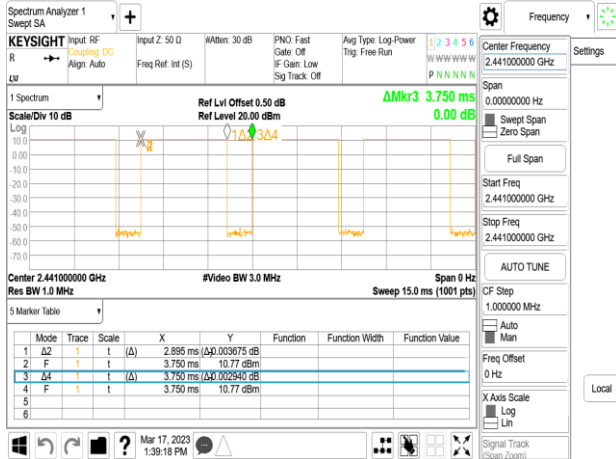 Spectrum Analyzer 1
Swept SA
+
Frequency
KEYSIGHT
R
LXI
Input: RF
Coupling: DC
Align: Auto
Input Z: 50 Ω
Freq Ref: Int (S)
#Atten: 30 dB
PNO: Fast
Gate: Off
IF Gain: Low
Sig Track: Off
Avg Type: Log-Power
Trig: Free Run
1 2 3 4 5 6
W W W W W W
P N N N N N
1 Spectrum
Scale/Div 10 dB
Ref Lvl Offset 0.50 dB
Ref Level 20.00 dBm
ΔMkr3 3.750 ms
0.00 dB
Log
10.0
0.00
-10.0
-20.0
-30.0
-40.0
-50.0
-60.0
-70.0
1Δ2 3Δ4
Center 2.441000000 GHz
#Video BW 3.0 MHz
Span 0 Hz
Res BW 1.0 MHz
Sweep 15.0 ms (1001 pts)
5 Marker Table
Mode Trace Scale X Y Function Function Width Function Value
1 Δ2 1 t (Δ) 2.895 ms (Δ) 0.003675 dB
2 F 1 t 3.750 ms 10.77 dBm
3 Δ4 1 t (Δ) 3.750 ms (Δ) 0.002940 dB
4 F 1 t 3.750 ms 10.77 dBm
5
6
?
Mar 17, 2023
1:39:18 PM
Center Frequency
2.441000000 GHz
Span
0.00000000 Hz
Swept Span
Zero Span
Full Span
Start Freq
2.441000000 GHz
Stop Freq
2.441000000 GHz
AUTO TUNE
CF Step
1.000000 MHz
Auto
Man
Freq Offset
0 Hz
X Axis Scale
Log
Lin
Signal Track
(Span Zoom)
Settings
Local